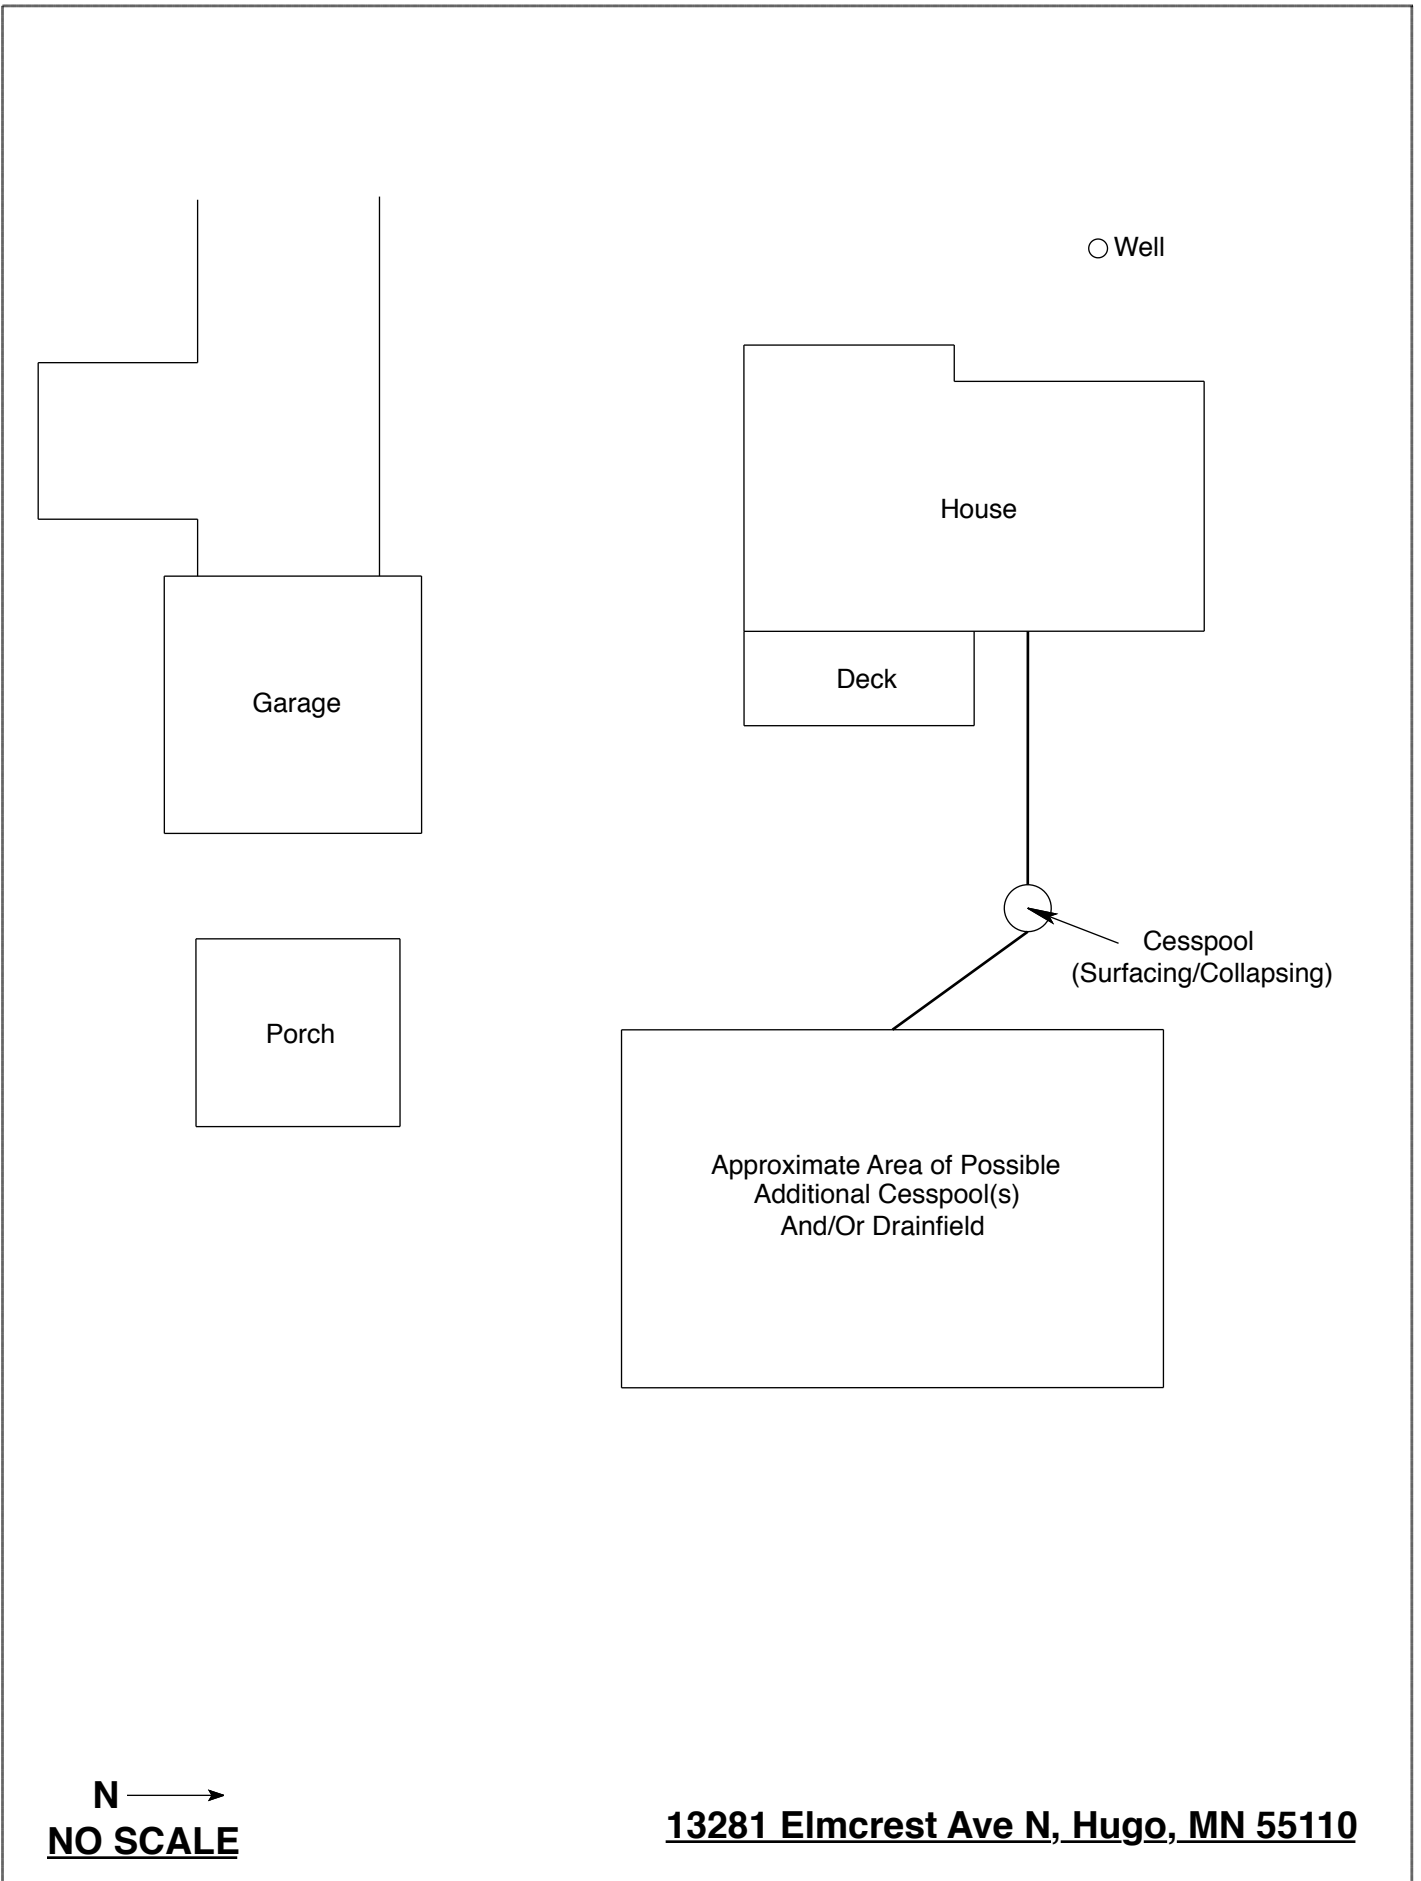 Well
House
Deck
Garage
Cesspool
(Surfacing/Collapsing)
Porch
Approximate Area of Possible
Additional Cesspool(s)
And/Or Drainfield
N
NO SCALE
13281 Elmcrest Ave N, Hugo, MN 55110